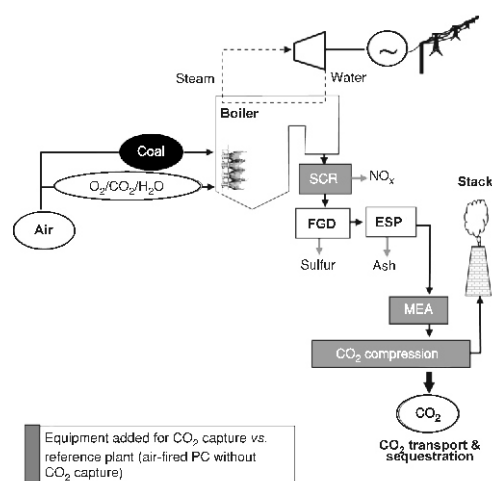 Steam
Water
Boiler
Coal
O₂/CO₂/H₂O
Air
SCR
NOₓ
Stack
FGD
ESP
Sulfur
Ash
MEA
CO₂ compression
CO₂
CO₂ transport &
sequestration
Equipment added for CO₂ capture vs.
reference plant (air-fired PC without
CO₂ capture)